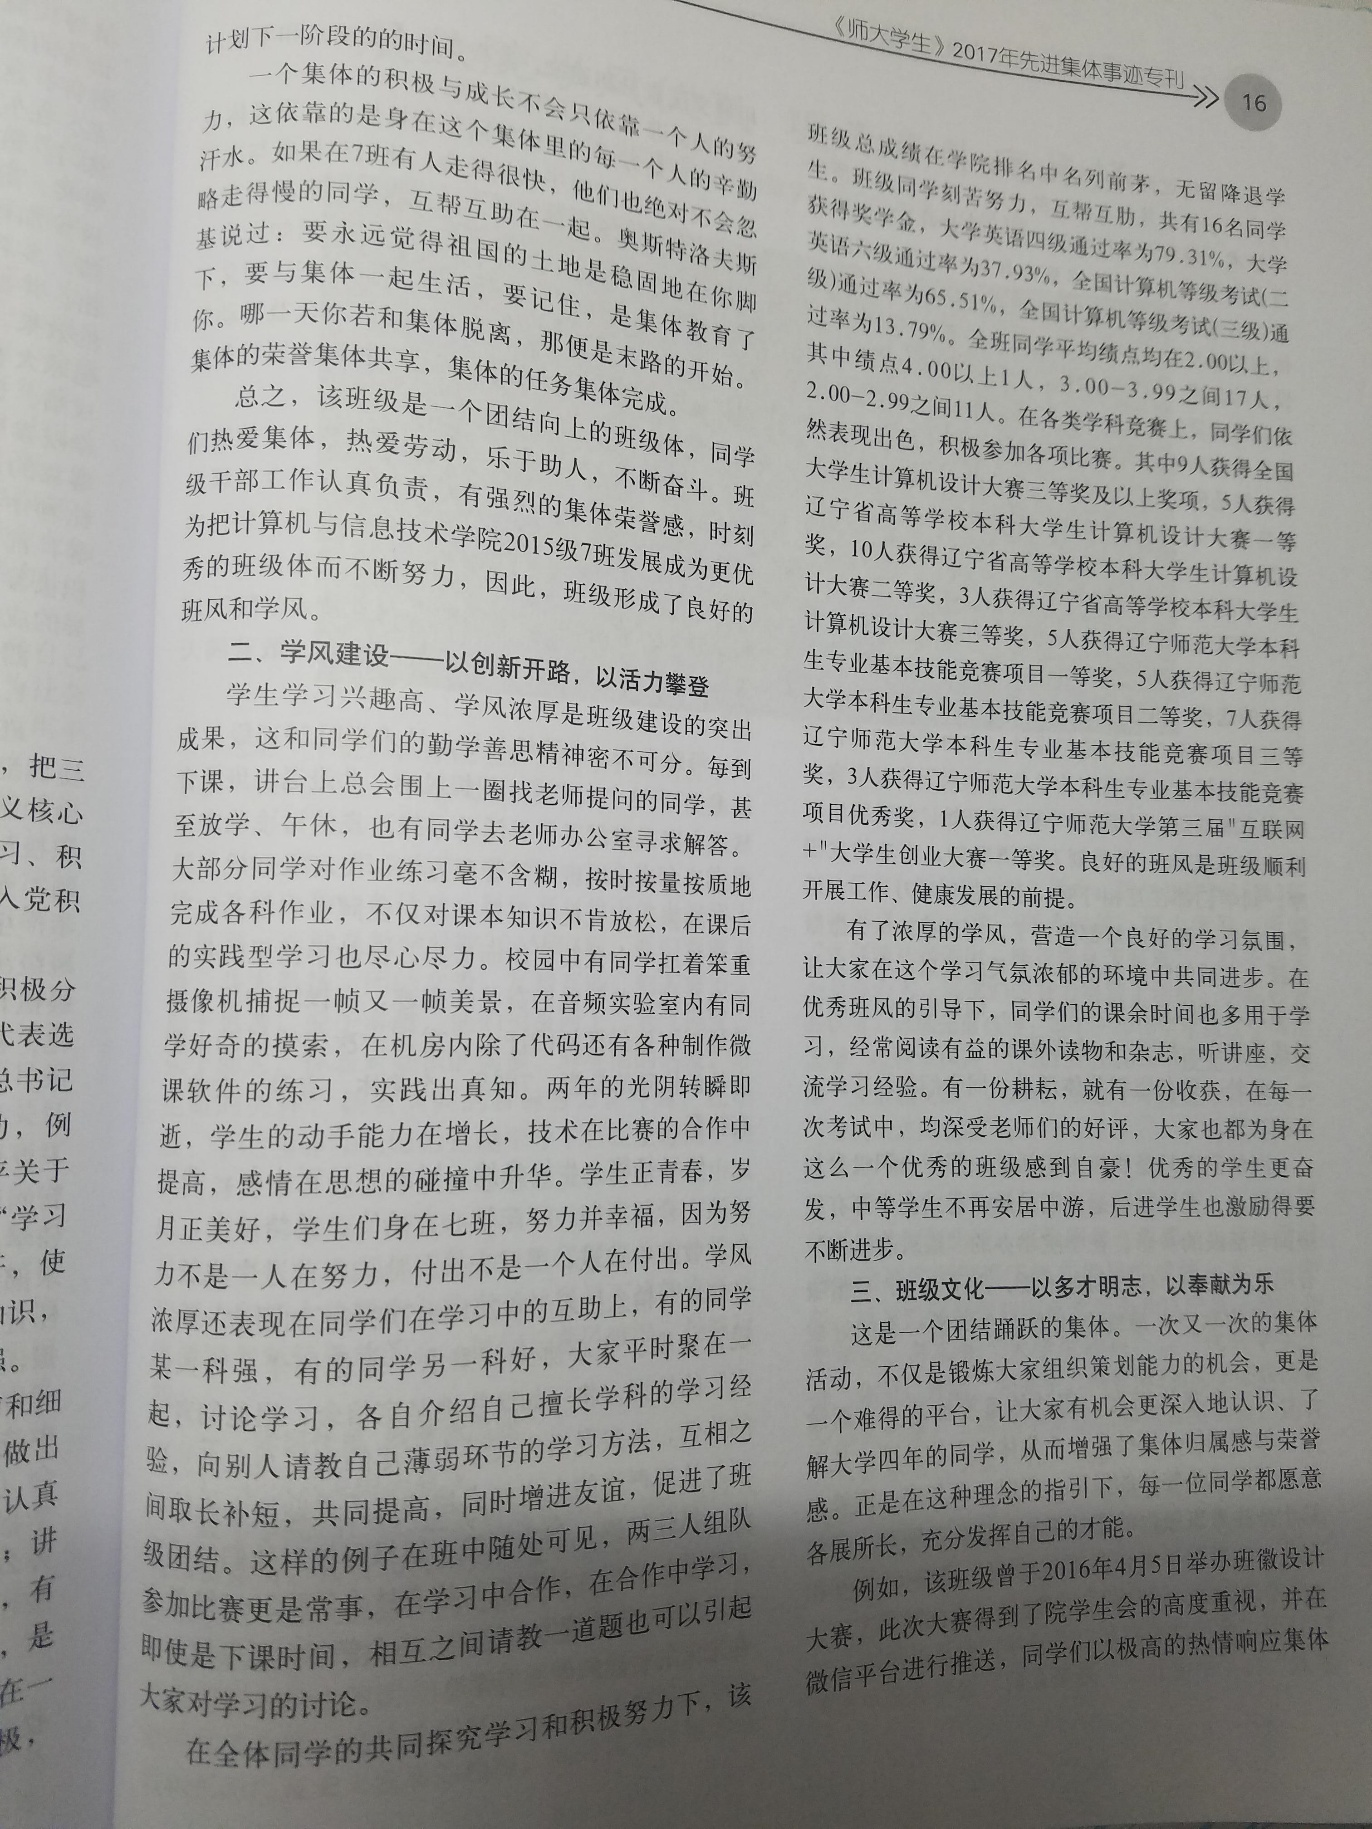 《师大学生》2017年先进集体事迹专刊
16
计划下一阶段的的时间。
一个集体的积极与成长不会只依靠一个人的努
力，这依靠的是身在这个集体里的每一个人的辛勤
汗水。如果在7班有人走得很快，他们也绝对不会忽
略走得慢的同学，互帮互助在一起。奥斯特洛夫斯
基说过：要永远觉得祖国的土地是稳固地在你脚
下，要与集体一起生活，要记住，是集体教育了
你。哪一天你若和集体脱离，那便是末路的开始。
集体的荣誉集体共享，集体的任务集体完成。
总之，该班级是一个团结向上的班级体，同学
们热爱集体，热爱劳动，乐于助人，不断奋斗。班
级干部工作认真负责，有强烈的集体荣誉感，时刻
为把计算机与信息技术学院2015级7班发展成为更优
秀的班级体而不断努力，因此，班级形成了良好的
班风和学风。
二、学风建设——以创新开路，以活力攀登
学生学习兴趣高、学风浓厚是班级建设的突出
成果，这和同学们的勤学善思精神密不可分。每到
下课，讲台上总会围上一圈找老师提问的同学，甚
至放学、午休，也有同学去老师办公室寻求解答。
大部分同学对作业练习毫不含糊，按时按量按质地
完成各科作业，不仅对课本知识不肯放松，在课后
的实践型学习也尽心尽力。校园中有同学扛着笨重
摄像机捕捉一帧又一帧美景，在音频实验室内有同
学好奇的摸索，在机房内除了代码还有各种制作微
课软件的练习，实践出真知。两年的光阴转瞬即
逝，学生的动手能力在增长，技术在比赛的合作中
提高，感情在思想的碰撞中升华。学生正青春，岁
月正美好，学生们身在七班，努力并幸福，因为努
力不是一人在努力，付出不是一个人在付出。学风
浓厚还表现在同学们在学习中的互助上，有的同学
某一科强，有的同学另一科好，大家平时聚在一
起，讨论学习，各自介绍自己擅长学科的学习经
验，向别人请教自己薄弱环节的学习方法，互相之
间取长补短，共同提高，同时增进友谊，促进了班
级团结。这样的例子在班中随处可见，两三人组队
参加比赛更是常事，在学习中合作，在合作中学习，
即使是下课时间，相互之间请教一道题也可以引起
大家对学习的讨论。
在全体同学的共同探究学习和积极努力下，该
班级总成绩在学院排名中名列前茅，无留降退学
生。班级同学刻苦努力，互帮互肋，共有16名同学
获得奖学金，大学英语四级通过率为79.31%，大学
英语六级通过率为37.93%，全国计算机等级考试(二
级)通过率为65.51%，全国计算机等级考试(三级)通
过率为13.79%。全班同学平均绩点均在2.00以上，
其中绩点4.00以上1人，3.00-3.99之间17人，
2.00-2.99之间11人。在各类学科竞赛上，同学们依
然表现出色，积极参加各项比赛。其中9人获得全国
大学生计算机设计大赛三等奖及以上奖项，5人获得
辽宁省高等学校本科大学生计算机设计大赛一等
奖，10人获得辽宁省高等学校本科大学生计算机设
计大赛二等奖，3人获得辽宁省高等学校本科大学生
计算机设计大赛三等奖，5人获得辽宁师范大学本科
生专业基本技能竞赛项目一等奖，5人获得辽宁师范
大学本科生专业基本技能竞赛项目二等奖，7人获得
辽宁师范大学本科生专业基本技能竞赛项目三等
奖，3人获得辽宁师范大学本科生专业基本技能竞赛
项目优秀奖，1人获得辽宁师范大学第三届"互联网
+"大学生创业大赛一等奖。良好的班风是班级顺利
开展工作、健康发展的前提。
有了浓厚的学风，营造一个良好的学习氛围，
让大家在这个学习气氛浓郁的环境中共同进步。在
优秀班风的引导下，同学们的课余时间也多用于学
习，经常阅读有益的课外读物和杂志，听讲座，交
流学习经验。有一份耕耘，就有一份收获，在每一
次考试中，均深受老师们的好评，大家也都为身在
这么一个优秀的班级感到自豪！优秀的学生更奋
发，中等学生不再安居中游，后进学生也激励得要
不断进步。
三、班级文化——以多才明志，以奉献为乐
这是一个团结踊跃的集体。一次又一次的集体
活动，不仅是锻炼大家组织策划能力的机会，更是
一个难得的平台，让大家有机会更深入地认识、了
解大学四年的同学，从而增强了集体归属感与荣誉
感。正是在这种理念的指引下，每一位同学都愿意
各展所长，充分发挥自己的才能。
例如，该班级曾于2016年4月5日举办班徽设计
大赛，此次大赛得到了院学生会的高度重视，并在
微信平台进行推送，同学们以极高的热情响应集体
，把三
义核心
习、积
入党积
积极分
代表选
总书记
，例
关于
“学习
，使
识，
和细
做出
认真
；讲
，有
，是
在一
极，